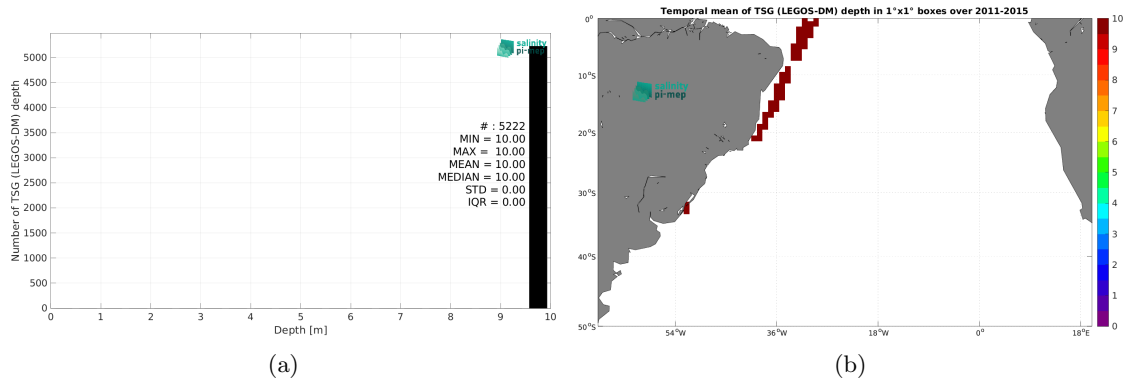 Number of TSG (LEGOS-DM) depth
5000
4500
4000
3500
3000
2500
2000
1500
1000
500
0
salinity
pi-mep
# : 5222
MIN = 10.00
MAX = 10.00
MEAN = 10.00
MEDIAN = 10.00
STD = 0.00
IQR = 0.00
0 1 2 3 4 5 6 7 8 9 10
Depth [m]
(a)
Temporal mean of TSG (LEGOS-DM) depth in 1°x1° boxes over 2011-2015
0°
10°S
20°S
30°S
40°S
50°S
salinity
pi-mep
54°W 36°W 18°W 0° 18°E
10
9
8
7
6
5
4
3
2
1
0
(b)